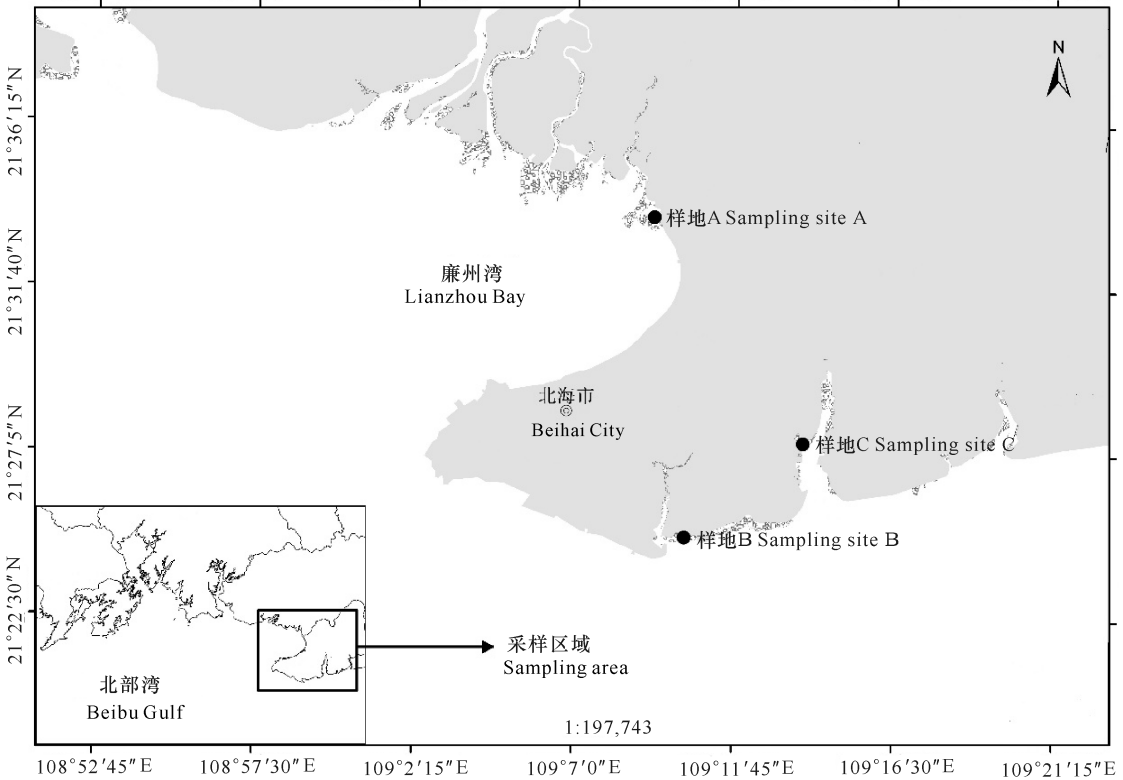 N
21°36′15″N
样地A Sampling site A
廉州湾
Lianzhou Bay
21°31′40″N
北海市
Beihai City
21°27′5″N
样地C Sampling site C
样地B Sampling site B
21°22′30″N
采样区域
Sampling area
北部湾
Beibu Gulf
1:197,743
108°52′45″E 108°57′30″E 109°2′15″E 109°7′0″E 109°11′45″E 109°16′30″E 109°21′15″E